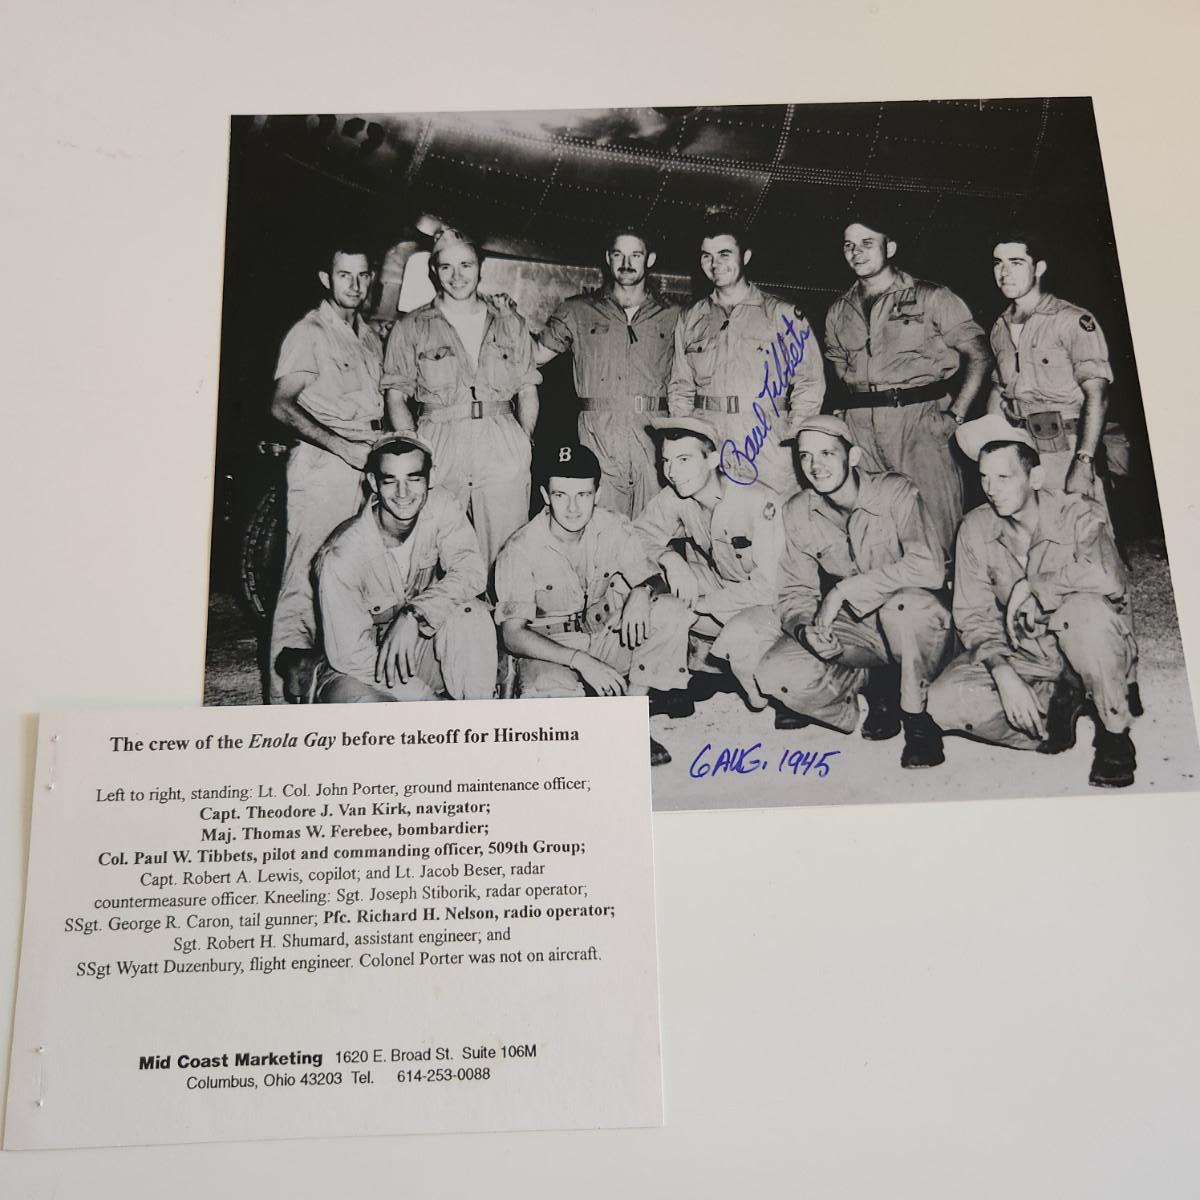 B
Paul Tibbets
6 AUG. 1945
The crew of the Enola Gay before takeoff for Hiroshima
Left to right, standing: Lt. Col. John Porter, ground maintenance officer;
Capt. Theodore J. Van Kirk, navigator;
Maj. Thomas W. Ferebee, bombardier;
Col. Paul W. Tibbets, pilot and commanding officer, 509th Group;
Capt. Robert A. Lewis, copilot; and Lt. Jacob Beser, radar
countermeasure officer. Kneeling: Sgt. Joseph Stiborik, radar operator;
SSgt. George R. Caron, tail gunner; Pfc. Richard H. Nelson, radio operator;
Sgt. Robert H. Shumard, assistant engineer; and
SSgt Wyatt Duzenbury, flight engineer. Colonel Porter was not on aircraft.
Mid Coast Marketing 1620 E. Broad St. Suite 106M
Columbus, Ohio 43203 Tel. 614-253-0088